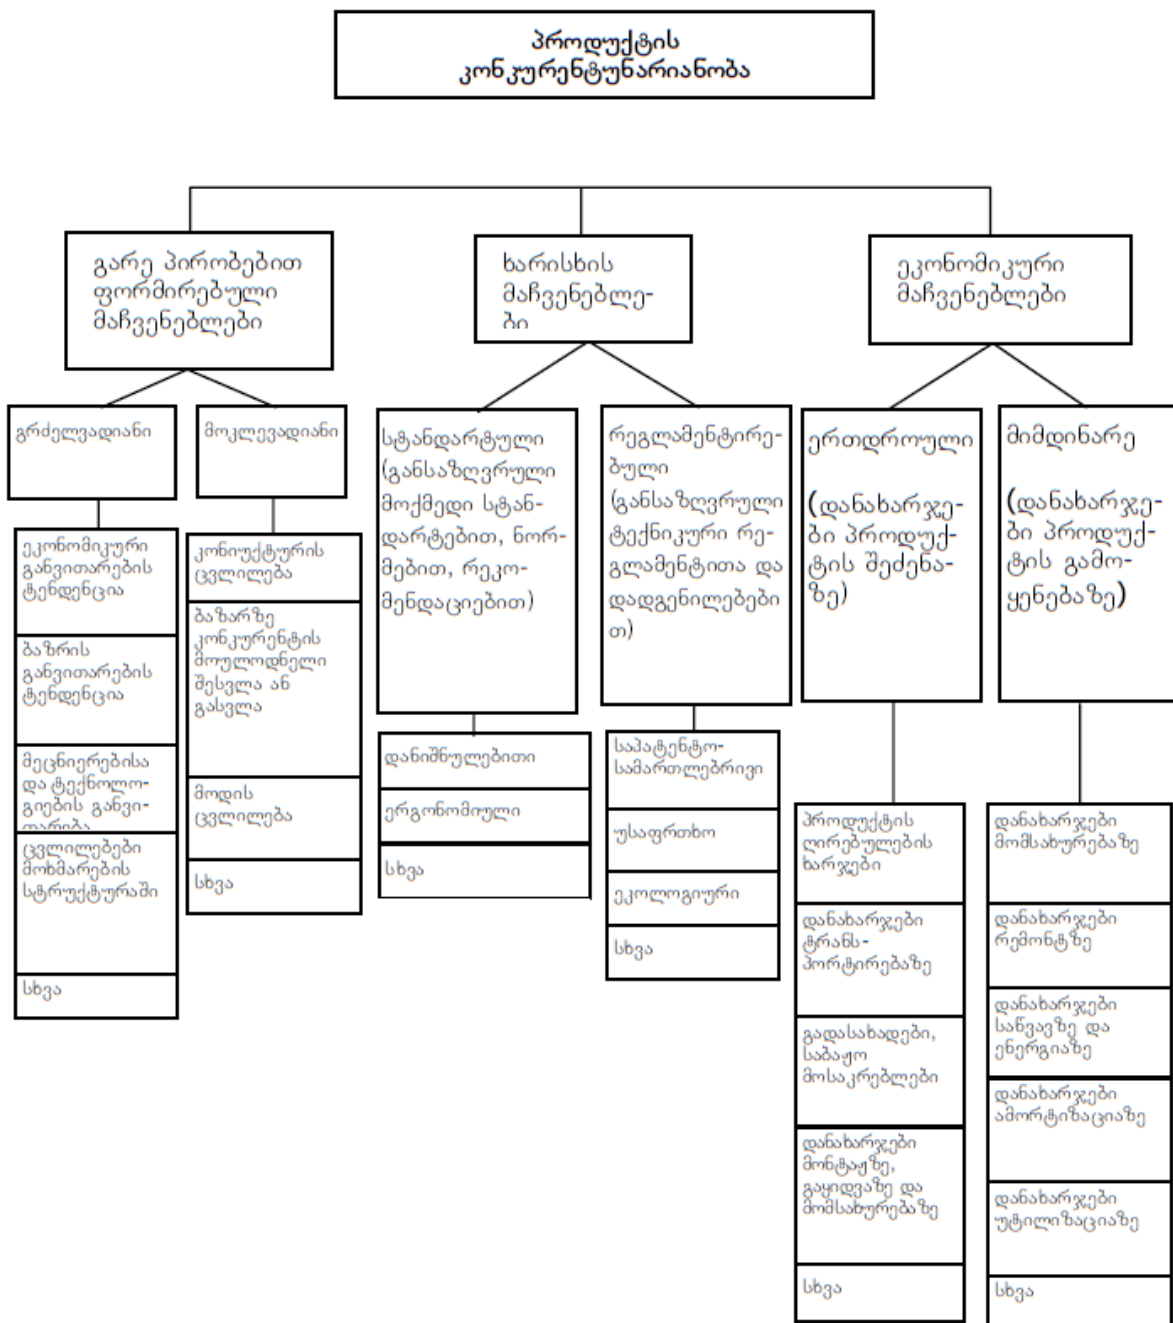 პროდუქტის
კონკურენტუნარიანობა
გარე პირობებით
ფორმირებული
მაჩვენებლები
ხარისხის
მაჩვენებლე-
ბი
ეკონომიკური
მაჩვენებლები
გრძელვადიანი
მოკლევადიანი
სტანდარტული
(განსაზღვრული
მოქმედი სტან-
დარტებით, ნორ-
მებით, რეკო-
მენდაციებით)
რეგლამენტირე-
ბული
(განსაზღვრული
ტექნიკური რე-
გლამენტითა და
დადგენილებები
თ)
ერთდროული
(დანახარჯე-
ბი პროდუქ-
ტის შეძენა-
ზე)
მიმდინარე
(დანახარჯე-
ბი პროდუქ-
ტის გამო-
ყენებაზე)
ეკონომიკური
განვითარების
ტენდენცია
ბაზრის
განვითარების
ტენდენცია
მეცნიერებისა
და ტექნოლო-
გიების განვი-
თარება
ცვლილებები
მოხმარების
სტრუქტურაში
სხვა
კონიუქტურის
ცვლილება
ბაზარზე
კონკურენტის
მოულოდნელი
შესვლა ან
გასვლა
მოდის
ცვლილება
სხვა
დანიშნულებითი
ერგონომიული
სხვა
საპატენტო-
სამართლებრივი
უსაფრთხო
ეკოლოგიური
სხვა
პროდუქტის
ღირებულების
ხარჯები
დანახარჯები
ტრანს-
პორტირებაზე
გადასახადები,
საბაჟო
მოსაკრებლები
დანახარჯები
მონტაჟზე,
გაყიდვაზე და
მომსახურებაზე
სხვა
დანახარჯები
მომსახურებაზე
დანახარჯები
რემონტზე
დანახარჯები
საწვავზე და
ენერგიაზე
დანახარჯები
ამორტიზაციაზე
დანახარჯები
უტილიზაციაზე
სხვა